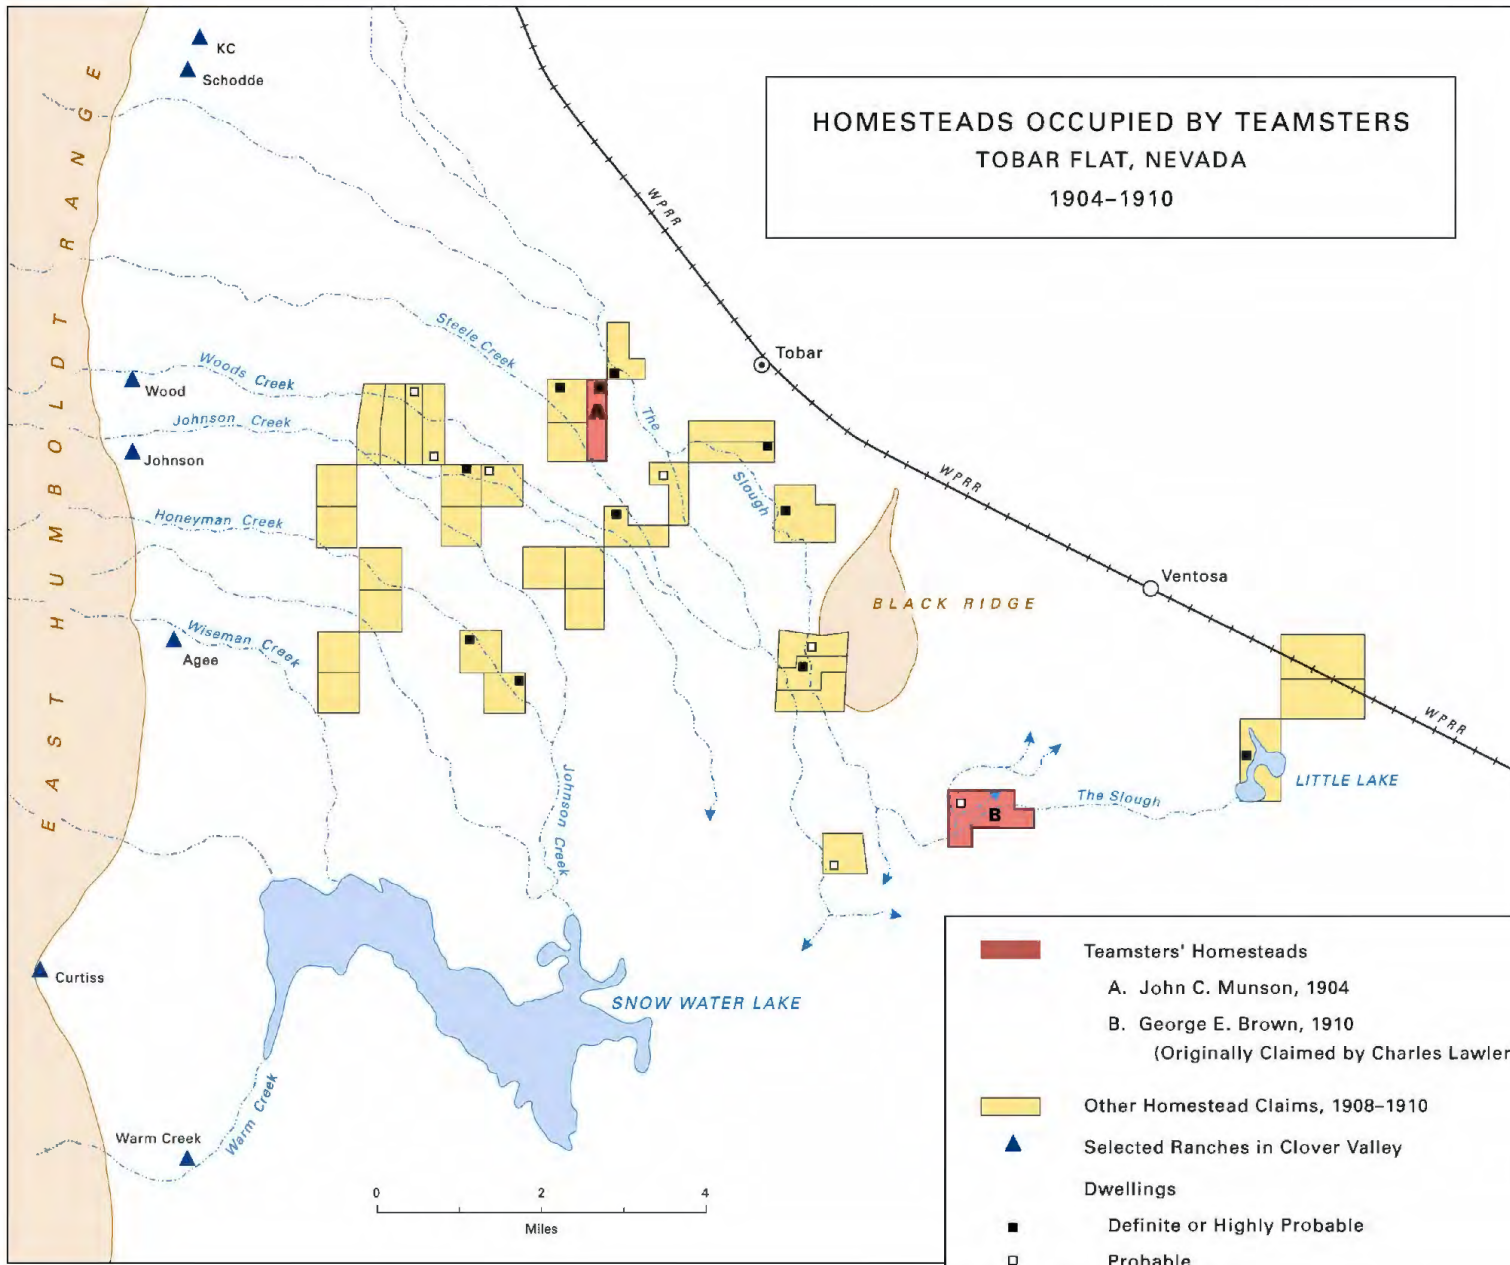 HOMESTEADS OCCUPIED BY TEAMSTERS
TOBAR FLAT, NEVADA
1904–1910
KC
Schodde
EAST HUMBOLDT RANGE
WPRR
Tobar
Steele Creek
Woods Creek
Wood
A
The
Johnson Creek
Johnson
WPRR
Slough
Honeyman Creek
Ventosa
BLACK RIDGE
Wiseman Creek
Agee
WPRR
Johnson Creek
LITTLE LAKE
The Slough
B
Curtiss
SNOW WATER LAKE
Warm Creek
Warm Creek
0 2 4
Miles
Teamsters' Homesteads
A. John C. Munson, 1904
B. George E. Brown, 1910
(Originally Claimed by Charles Lawler
Other Homestead Claims, 1908–1910
Selected Ranches in Clover Valley
Dwellings
Definite or Highly Probable
Probable